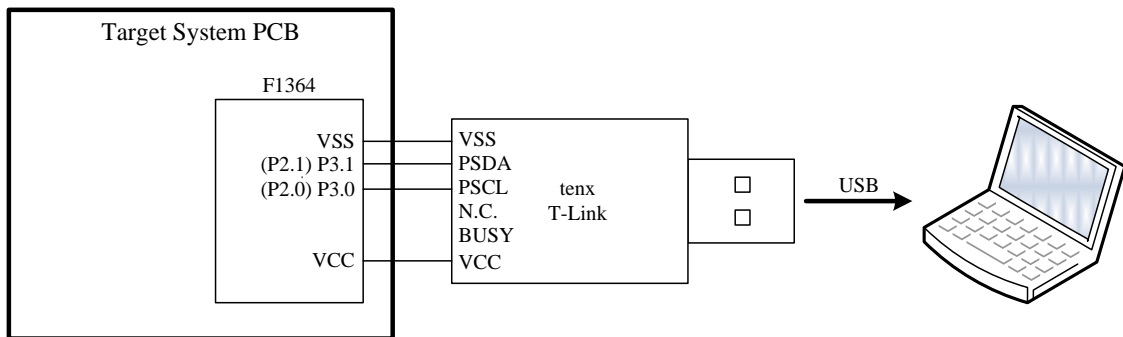 Target System PCB
F1364
VSS
(P2.1) P3.1
(P2.0) P3.0
VCC
VSS
PSDA
PSCL
N.C.
BUSY
VCC
tenx
T-Link
USB